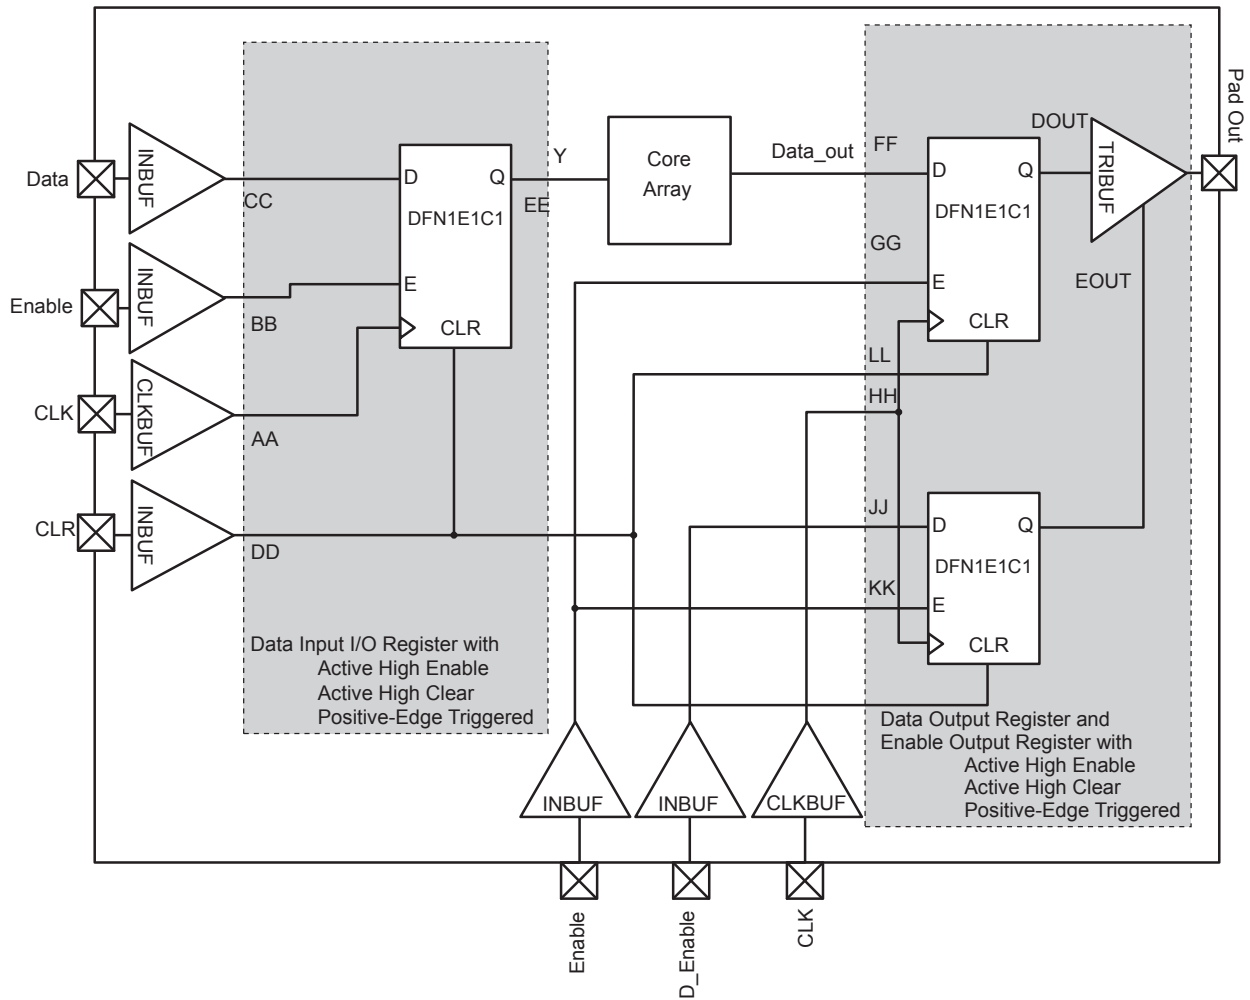 Pad Out
DOUT
FF
Data_out
Y
Core
Array
INBUF
TRIBUF
Data
D
Q
D
Q
CC
EE
DFN1E1C1
DFN1E1C1
GG
INBUF
E
E
EOUT
Enable
BB
CLR
CLR
LL
CLKBUF
HH
CLK
AA
INBUF
JJ
CLR
D
Q
DD
DFN1E1C1
KK
E
CLR
Data Input I/O Register with
Active High Enable
Active High Clear
Positive-Edge Triggered
Data Output Register and
Enable Output Register with
Active High Enable
Active High Clear
Positive-Edge Triggered
INBUF
INBUF
CLKBUF
Enable
D_Enable
CLK